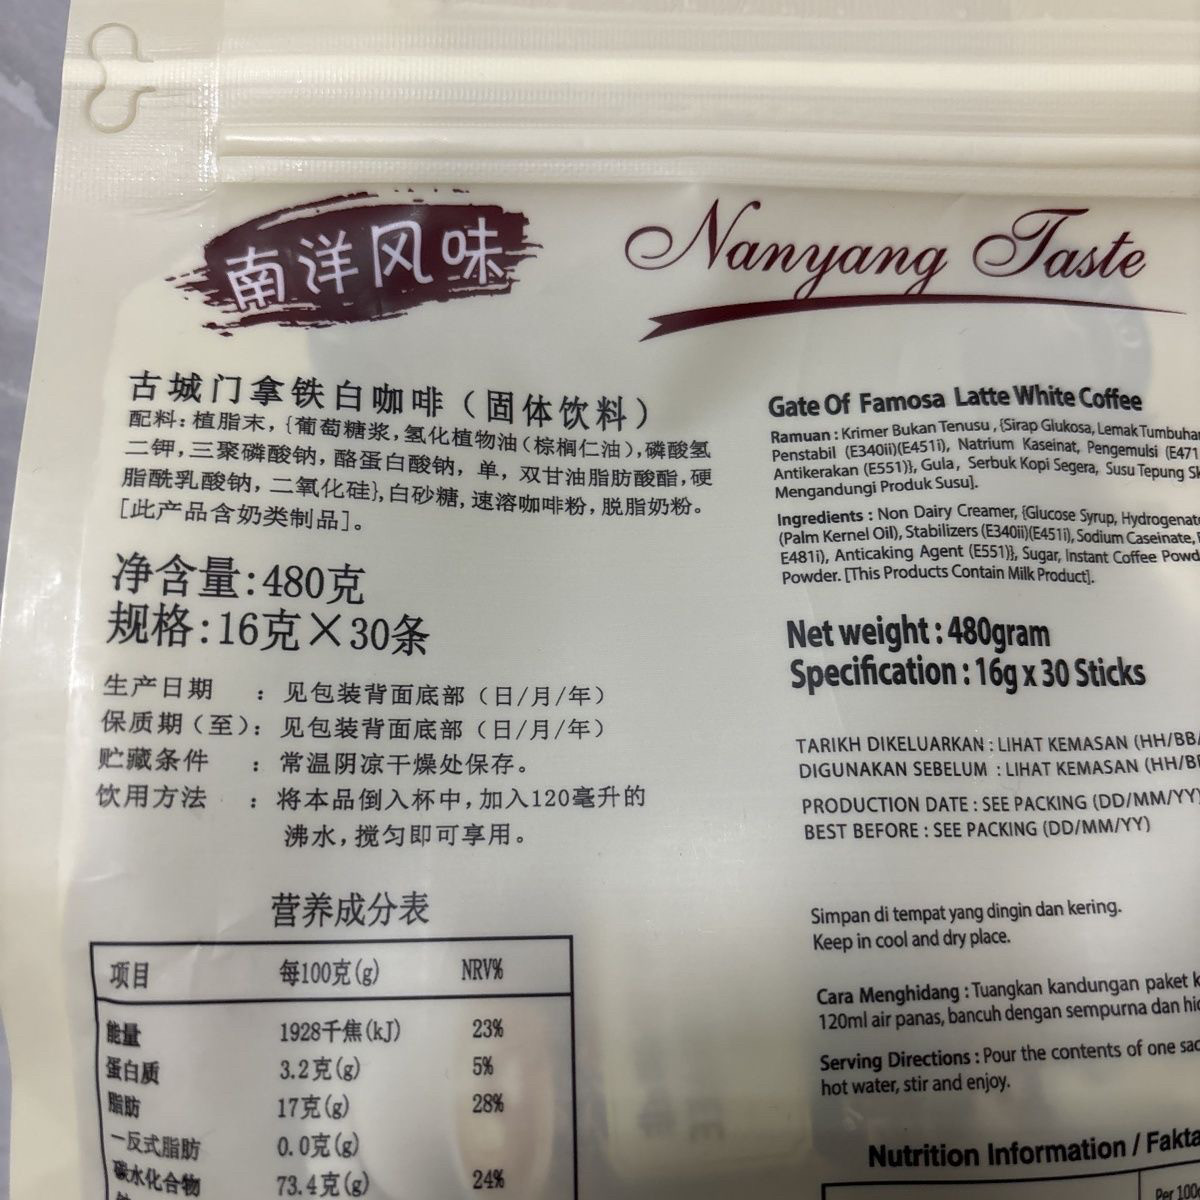 南洋风味
Nanyang Taste
古城门拿铁白咖啡（固体饮料）
配料:植脂末,{葡萄糖浆,氢化植物油(棕榈仁油),磷酸氢
二钾,三聚磷酸钠,酪蛋白酸钠,单,双甘油脂肪酸酯,硬
脂酰乳酸钠,二氧化硅},白砂糖,速溶咖啡粉,脱脂奶粉。
[此产品含奶类制品]。
净含量:480克
规格:16克×30条
生产日期 : 见包装背面底部（日/月/年）
保质期(至): 见包装背面底部（日/月/年）
贮藏条件 : 常温阴凉干燥处保存。
饮用方法 : 将本品倒入杯中,加入120毫升的
沸水,搅匀即可享用。
营养成分表
项目 每100克(g) NRV%
能量 1928千焦(kJ) 23%
蛋白质 3.2克(g) 5%
脂肪 17克(g) 28%
一反式脂肪 0.0克(g)
碳水化合物 73.4克(g) 24%
Gate Of Famosa Latte White Coffee
Ramuan : Krimer Bukan Tenusu , {Sirap Glukosa, Lemak Tumbuhan
Penstabil (E340ii)(E451i), Natrium Kaseinat, Pengemulsi (E471
Antikerakan (E551)}, Gula, Serbuk Kopi Segera, Susu Tepung Sk
Mengandungi Produk Susu].
Ingredients : Non Dairy Creamer, {Glucose Syrup, Hydrogenate
(Palm Kernel Oil), Stabilizers (E340ii)(E451i), Sodium Caseinate,
E481i), Anticaking Agent (E551)}, Sugar, Instant Coffee Powd
Powder. [This Products Contain Milk Product].
Net weight : 480gram
Specification : 16g x 30 Sticks
TARIKH DIKELUARKAN : LIHAT KEMASAN (HH/BB/
DIGUNAKAN SEBELUM : LIHAT KEMASAN (HH/BB
PRODUCTION DATE : SEE PACKING (DD/MM/YY)
BEST BEFORE : SEE PACKING (DD/MM/YY)
Simpan di tempat yang dingin dan kering.
Keep in cool and dry place.
Cara Menghidang : Tuangkan kandungan paket k
120ml air panas, bancuh dengan sempurna dan hid
Serving Directions : Pour the contents of one sac
hot water, stir and enjoy.
Nutrition Information / Fakta
Per 100